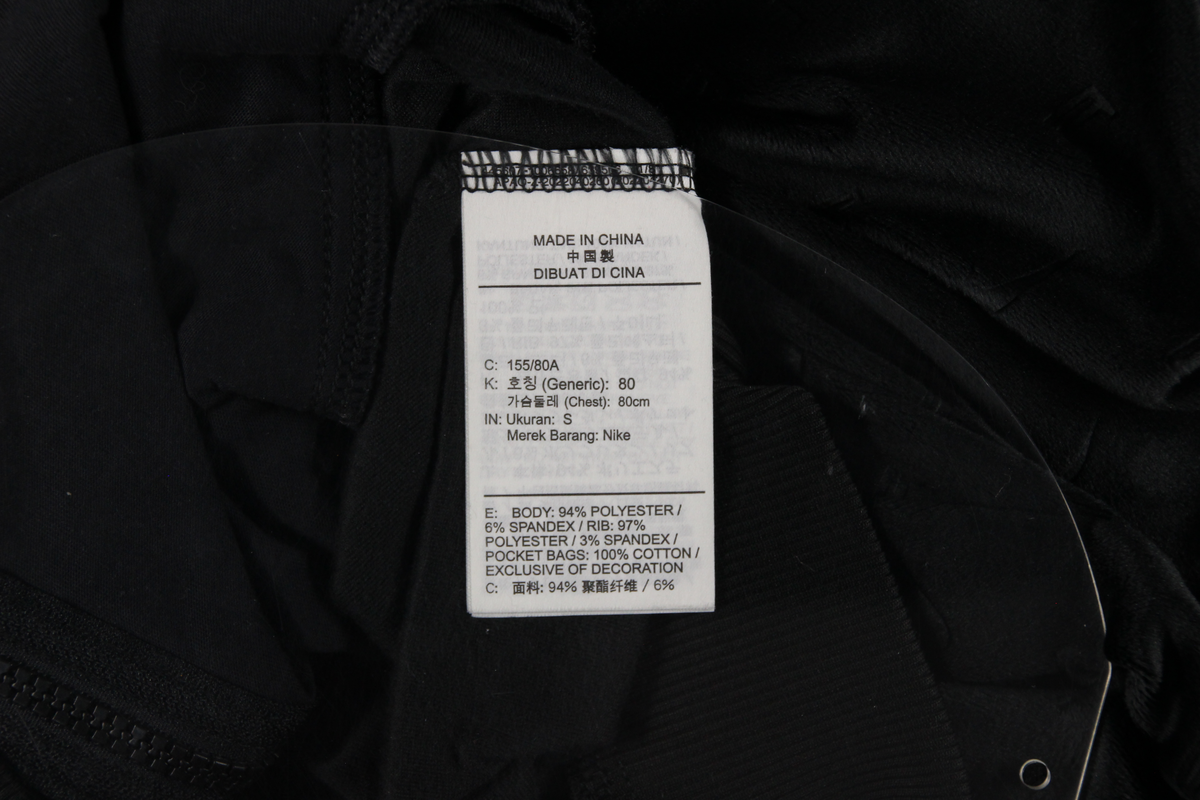 MADE IN CHINA
中国製
DIBUAT DI CINA
C: 155/80A
K: 호칭 (Generic): 80
가슴둘레 (Chest): 80cm
IN: Ukuran: S
Merek Barang: Nike
E: BODY: 94% POLYESTER /
6% SPANDEX / RIB: 97%
POLYESTER / 3% SPANDEX /
POCKET BAGS: 100% COTTON /
EXCLUSIVE OF DECORATION
C: 面料: 94% 聚酯纤维 / 6%